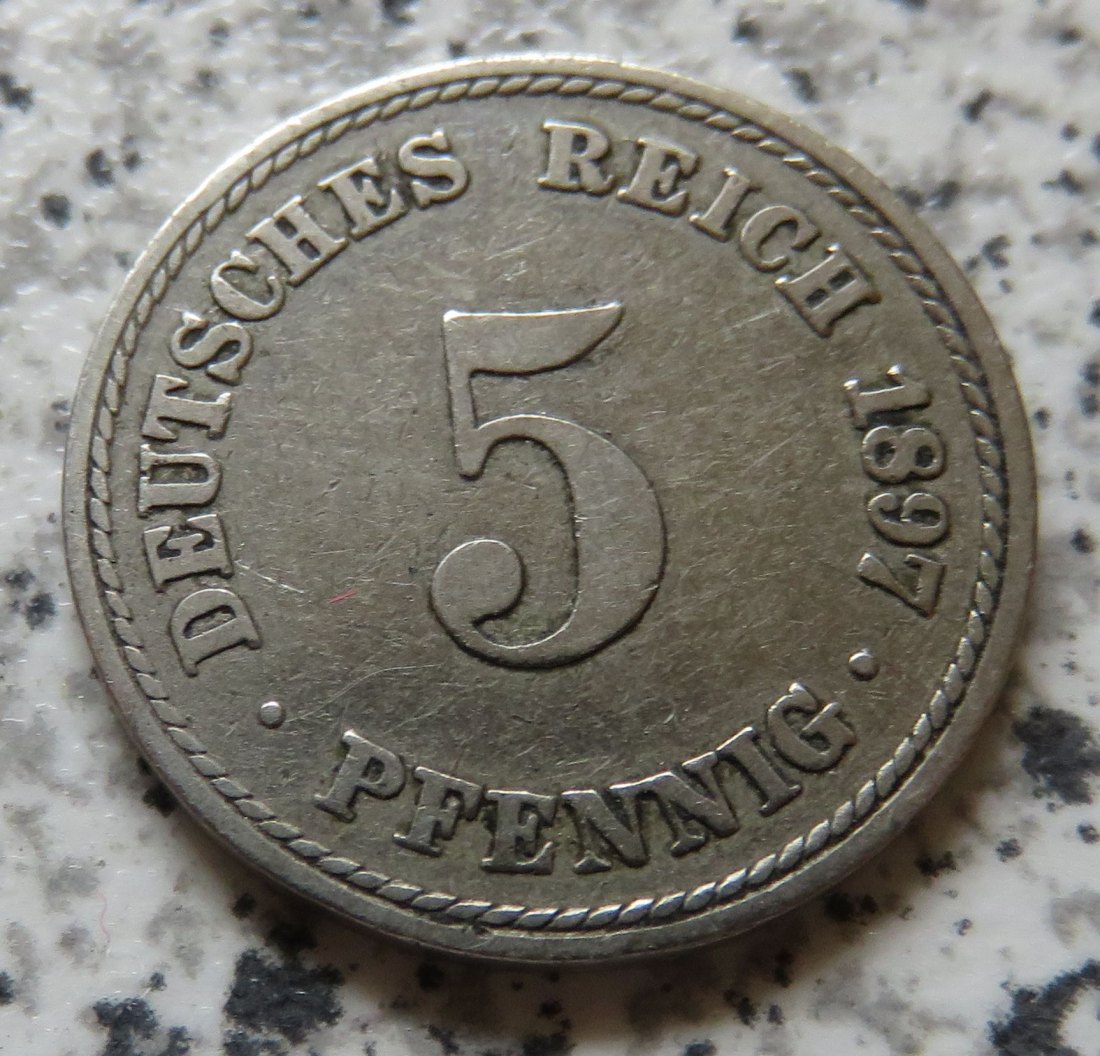 DEUTSCHES REICH 1897
5
· PFENNIG ·